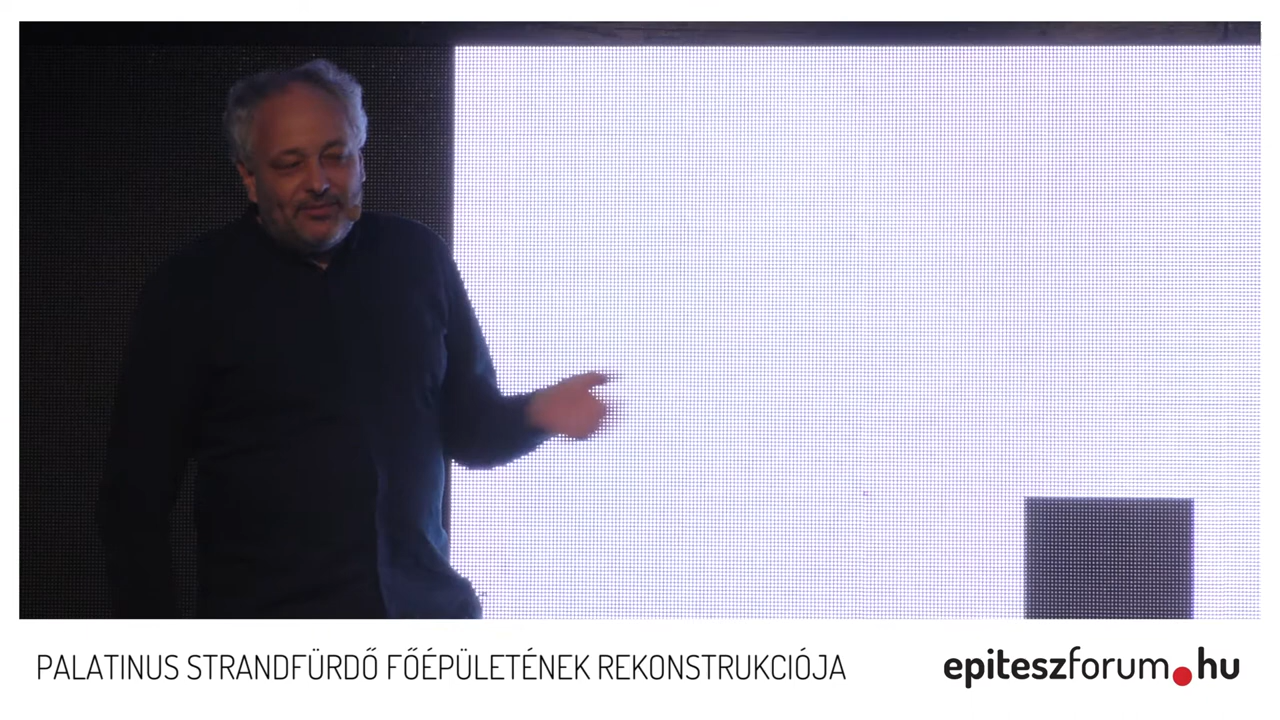 PALATINUS STRANDFÜRDŐ FŐÉPÜLETÉNEK REKONSTRUKCIÓJA
epiteszforum.hu